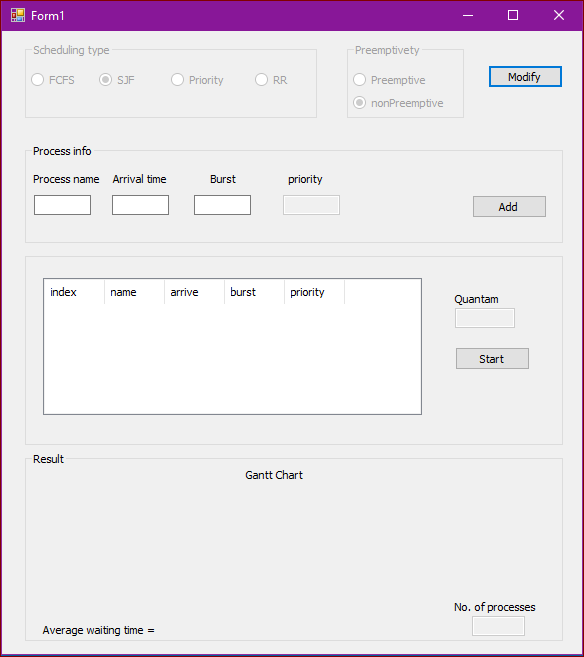 Form1
Scheduling type
FCFS SJF Priority RR
Preemptivety
Preemptive
nonPreemptive
Modify
Process info
Process name Arrival time Burst priority
Add
index name arrive burst priority
Quantam
Start
Result
Gantt Chart
No. of processes
Average waiting time =